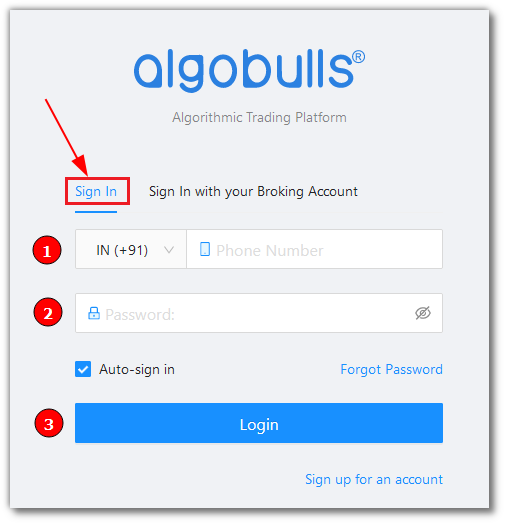 algobulls®
Algorithmic Trading Platform
Sign In Sign In with your Broking Account
1 IN (+91) Phone Number
2 Password:
Auto-sign in Forgot Password
3 Login
Sign up for an account